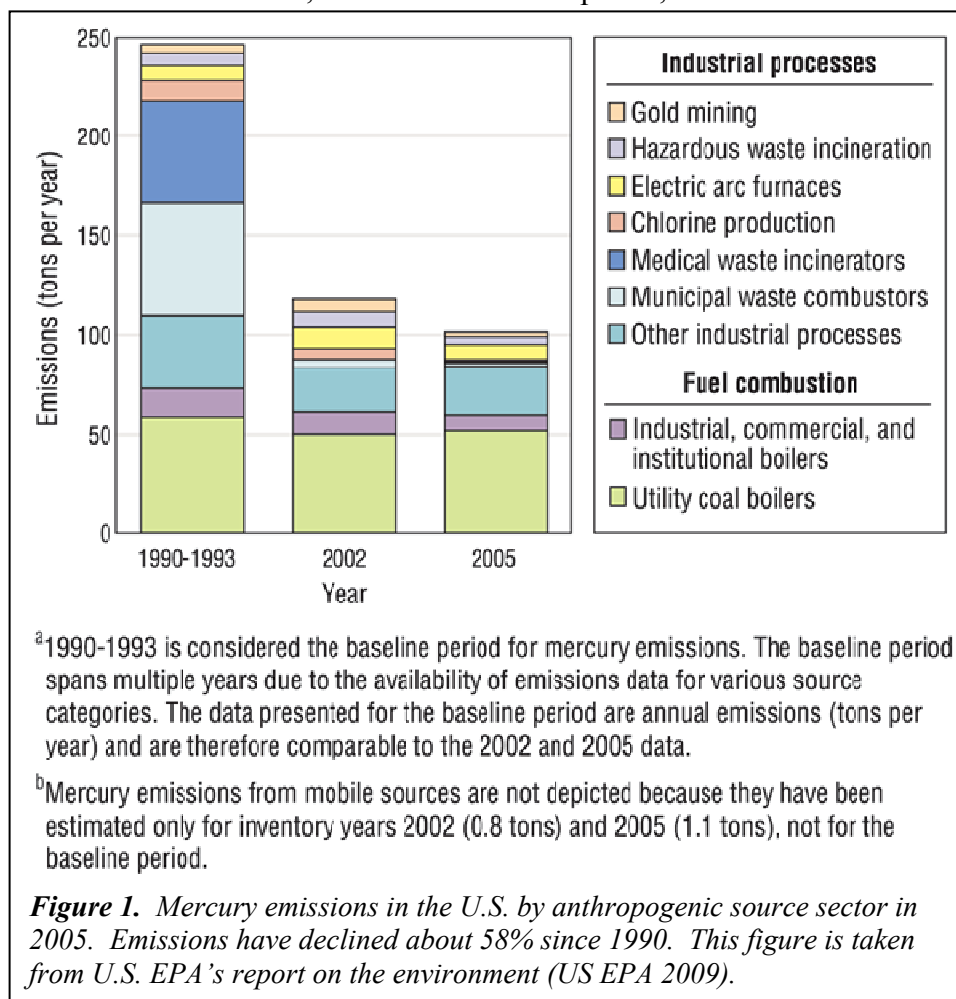 250
200
150
100
50
0
Emissions (tons per year)
1990-1993
2002
2005
Year
Industrial processes
Gold mining
Hazardous waste incineration
Electric arc furnaces
Chlorine production
Medical waste incinerators
Municipal waste combustors
Other industrial processes
Fuel combustion
Industrial, commercial, and
institutional boilers
Utility coal boilers
a1990-1993 is considered the baseline period for mercury emissions. The baseline period
spans multiple years due to the availability of emissions data for various source
categories. The data presented for the baseline period are annual emissions (tons per
year) and are therefore comparable to the 2002 and 2005 data.
bMercury emissions from mobile sources are not depicted because they have been
estimated only for inventory years 2002 (0.8 tons) and 2005 (1.1 tons), not for the
baseline period.
Figure 1. Mercury emissions in the U.S. by anthropogenic source sector in
2005. Emissions have declined about 58% since 1990. This figure is taken
from U.S. EPA's report on the environment (US EPA 2009).